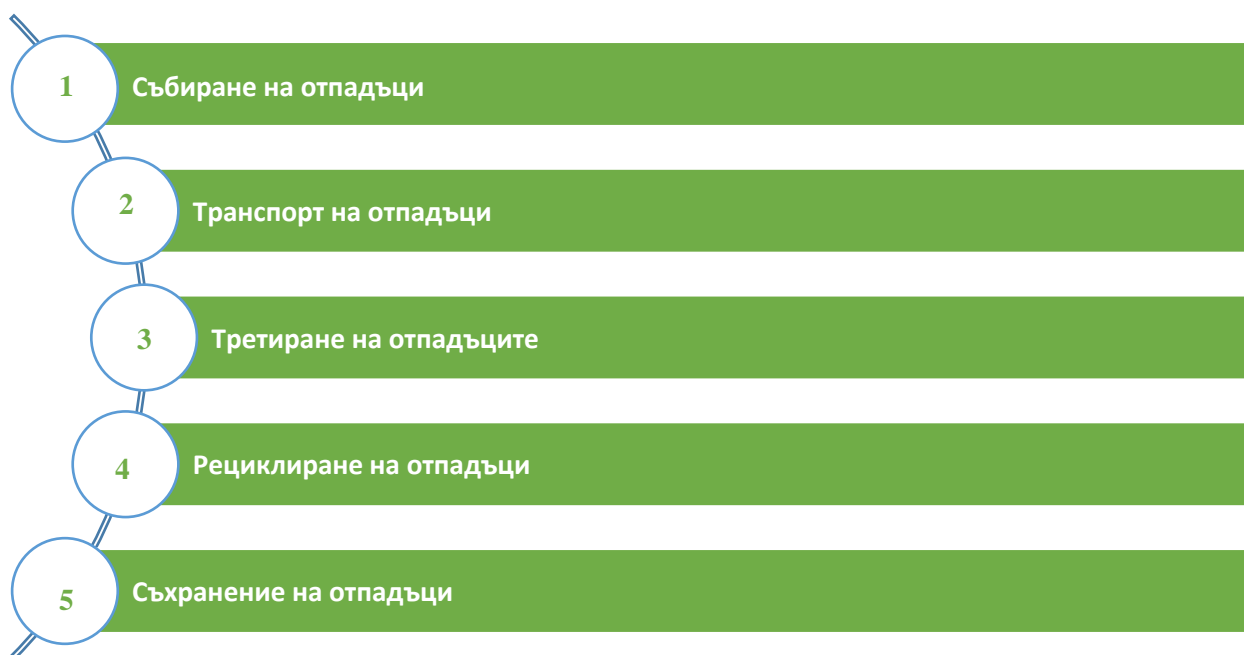 1 Събиране на отпадъци
2 Транспорт на отпадъци
3 Третиране на отпадъците
4 Рециклиране на отпадъци
5 Съхранение на отпадъци